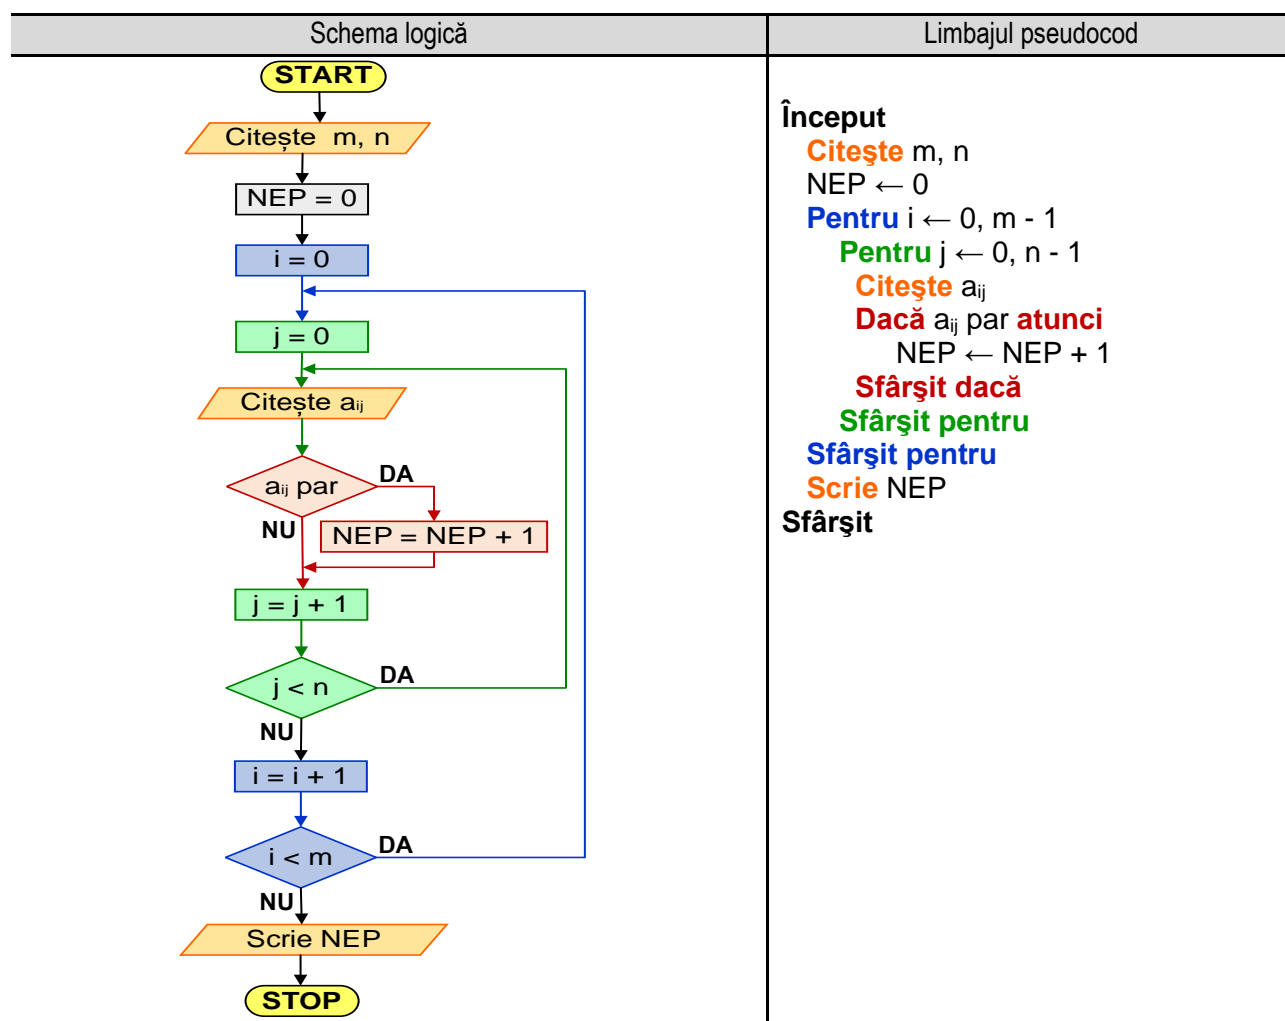 Schema logică
Limbajul pseudocod
START
Citește m, n
NEP = 0
i = 0
j = 0
Citește aij
aij par
DA
NU
NEP = NEP + 1
j = j + 1
j < n
DA
NU
i = i + 1
i < m
DA
NU
Scrie NEP
STOP
Început
Citeşte m, n
NEP ← 0
Pentru i ← 0, m - 1
Pentru j ← 0, n - 1
Citeşte aij
Dacă aij par atunci
NEP ← NEP + 1
Sfârşit dacă
Sfârşit pentru
Sfârşit pentru
Scrie NEP
Sfârşit